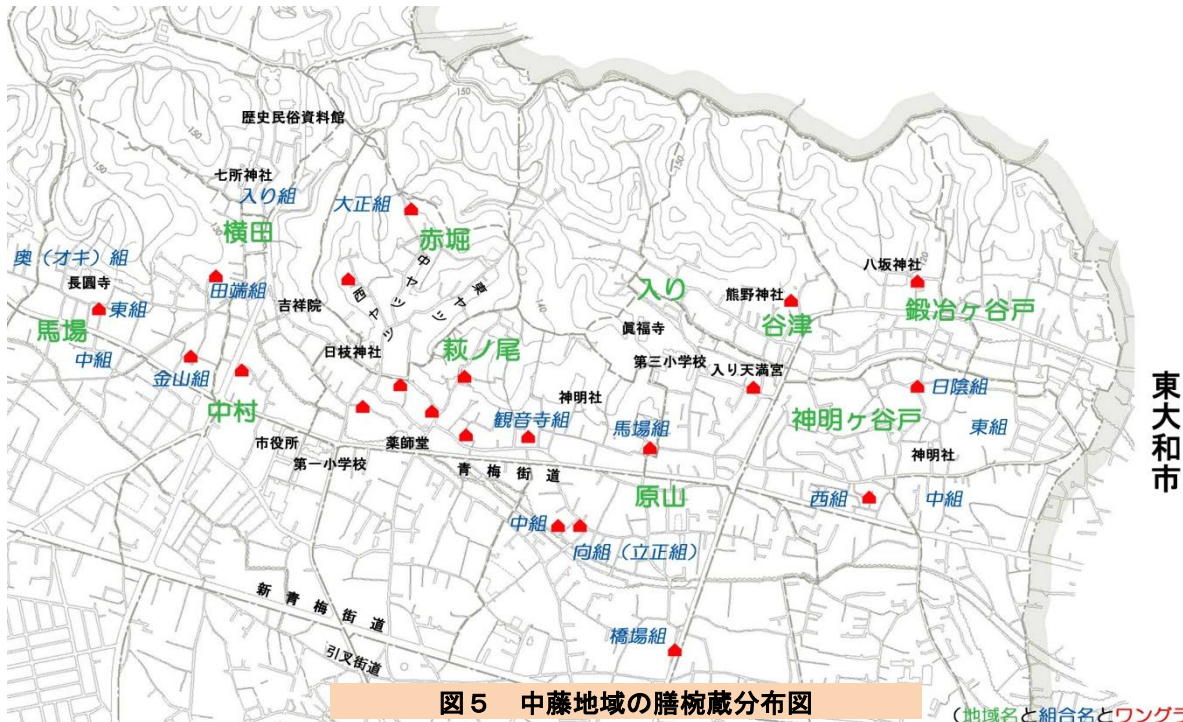 150
150
150
150
歴史民俗資料館
七所神社
入り組
大正組
横田
赤堀
130
奥（オキ）組
長圓寺
東組
田端組
馬場
吉祥院
西ヤツ
中ヤツ
東ヤツ
140
入り
熊野神社
八坂神社
120
谷津
鍛冶ヶ谷戸
眞福寺
中組
金山組
日枝神社
萩ノ尾
第三小学校
入り天満宮
中村
神明社
日陰組
東大和市
市役所
薬師堂
観音寺組
馬場組
神明ヶ谷戸
東組
第一小学校
青梅街道
神明社
原山
西組
中組
中組
向組（立正組）
新青梅街道
橋場組
引又街道
図５　中藤地域の膳椀蔵分布図
（地域名と組合名とワングラ